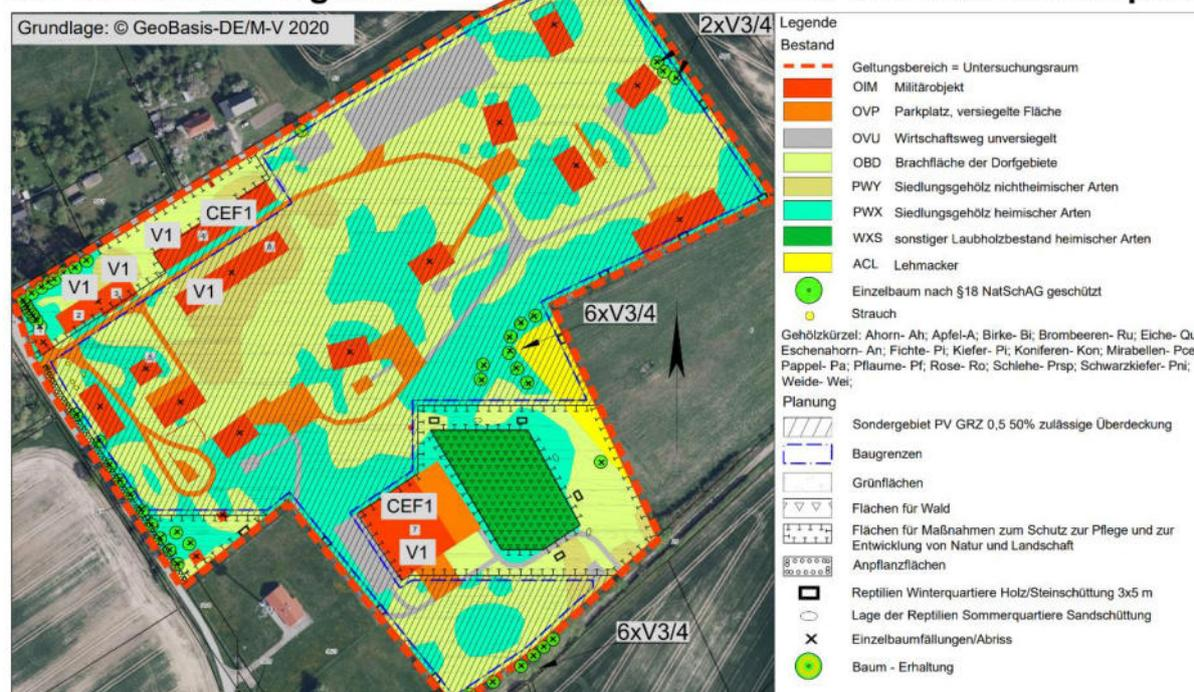 Grundlage: © GeoBasis-DE/M-V 2020
2xV3/4
CEF1
V1
V1
V1
V1
6xV3/4
CEF1
7
V1
6xV3/4
Legende
Bestand
Geltungsbereich = Untersuchungsraum
OIM Militärobjekt
OVP Parkplatz, versiegelte Fläche
OVU Wirtschaftsweg unversiegelt
OBD Brachfläche der Dorfgebiete
PWY Siedlungsgehölz nichtheimischer Arten
PWX Siedlungsgehölz heimischer Arten
WXS sonstiger Laubholzbestand heimischer Arten
ACL Lehmacker
Einzelbaum nach §18 NatSchAG geschützt
Strauch
Gehölzkürzel: Ahorn- Ah; Apfel-A; Birke- Bi; Brombeeren- Ru; Eiche- Qu
Eschenahorn- An; Fichte- Pi; Kiefer- Pi; Koniferen- Kon; Mirabellen- Pce
Pappel- Pa; Pflaume- Pf; Rose- Ro; Schlehe- Prsp; Schwarzkiefer- Pni;
Weide- Wei;
Planung
Sondergebiet PV GRZ 0,5 50% zulässige Überdeckung
Baugrenzen
Grünflächen
Flächen für Wald
Flächen für Maßnahmen zum Schutz zur Pflege und zur
Entwicklung von Natur und Landschaft
Anpflanzflächen
Reptilien Winterquartiere Holz/Steinschüttung 3x5 m
Lage der Reptilien Sommerquartiere Sandschüttung
Einzelbaumfällungen/Abriss
Baum - Erhaltung